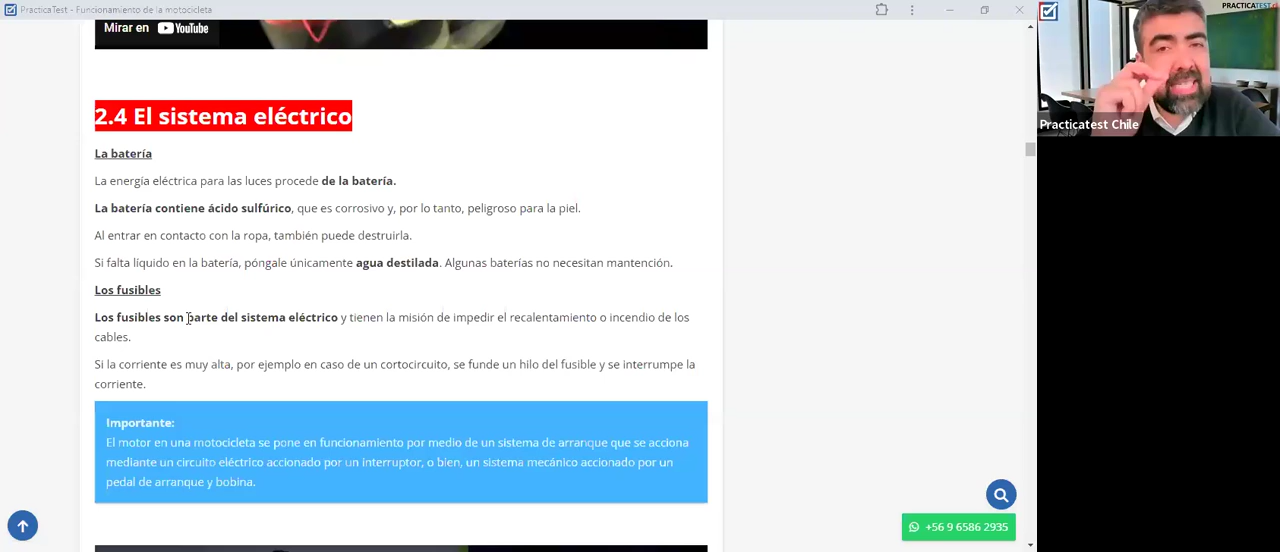 PracticaTest - Funcionamiento de la motocicleta
PRACTICATEST.cl
Mirar en YouTube
Practicatest Chile
2.4 El sistema eléctrico
La batería
La energía eléctrica para las luces procede de la batería.
La batería contiene ácido sulfúrico, que es corrosivo y, por lo tanto, peligroso para la piel.
Al entrar en contacto con la ropa, también puede destruirla.
Si falta líquido en la batería, póngale únicamente agua destilada. Algunas baterías no necesitan mantención.
Los fusibles
Los fusibles son parte del sistema eléctrico y tienen la misión de impedir el recalentamiento o incendio de los
cables.
Si la corriente es muy alta, por ejemplo en caso de un cortocircuito, se funde un hilo del fusible y se interrumpe la
corriente.
Importante:
El motor en una motocicleta se pone en funcionamiento por medio de un sistema de arranque que se acciona
mediante un circuito eléctrico accionado por un interruptor, o bien, un sistema mecánico accionado por un
pedal de arranque y bobina.
+56 9 6586 2935